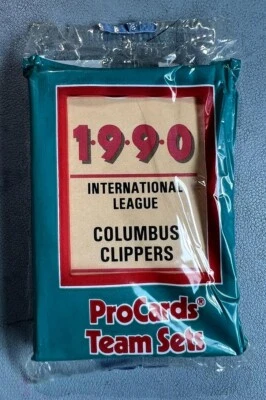 1·9·9·0
INTERNATIONAL
LEAGUE
COLUMBUS
CLIPPERS
ProCards®
Team Sets